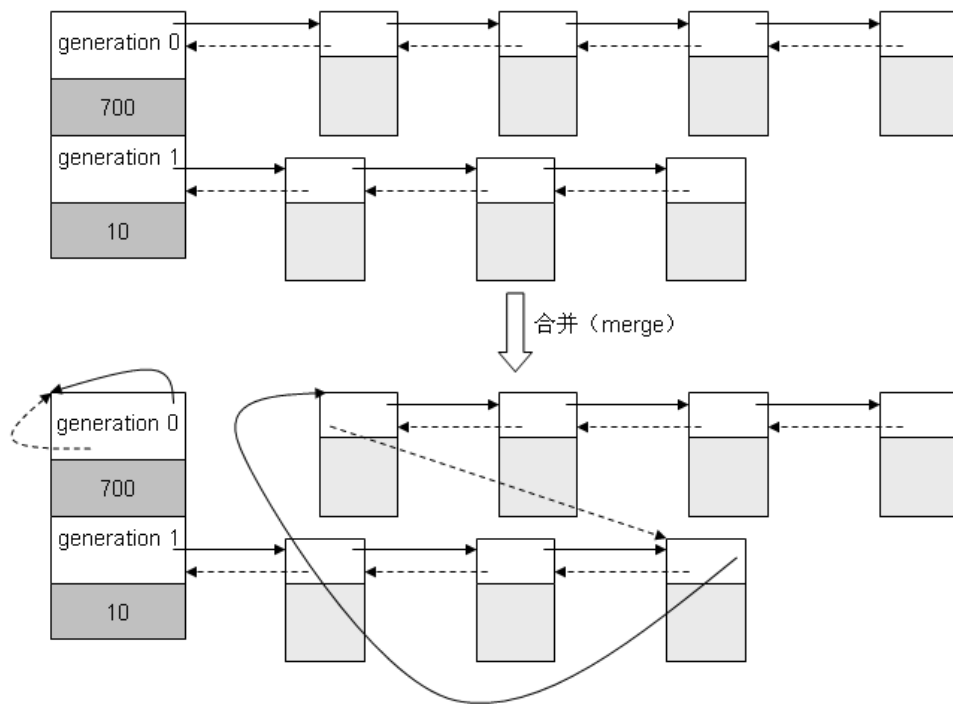 generation 0
700
generation 1
10
合并（merge）
generation 0
700
generation 1
10